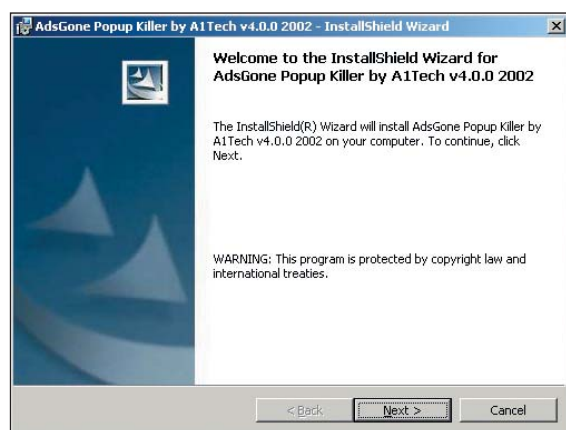 AdsGone Popup Killer by A1Tech v4.0.0 2002 - InstallShield Wizard
Welcome to the InstallShield Wizard for
AdsGone Popup Killer by A1Tech v4.0.0 2002
The InstallShield(R) Wizard will install AdsGone Popup Killer by
A1Tech v4.0.0 2002 on your computer. To continue, click
Next.
WARNING: This program is protected by copyright law and
international treaties.
< Back
Next >
Cancel